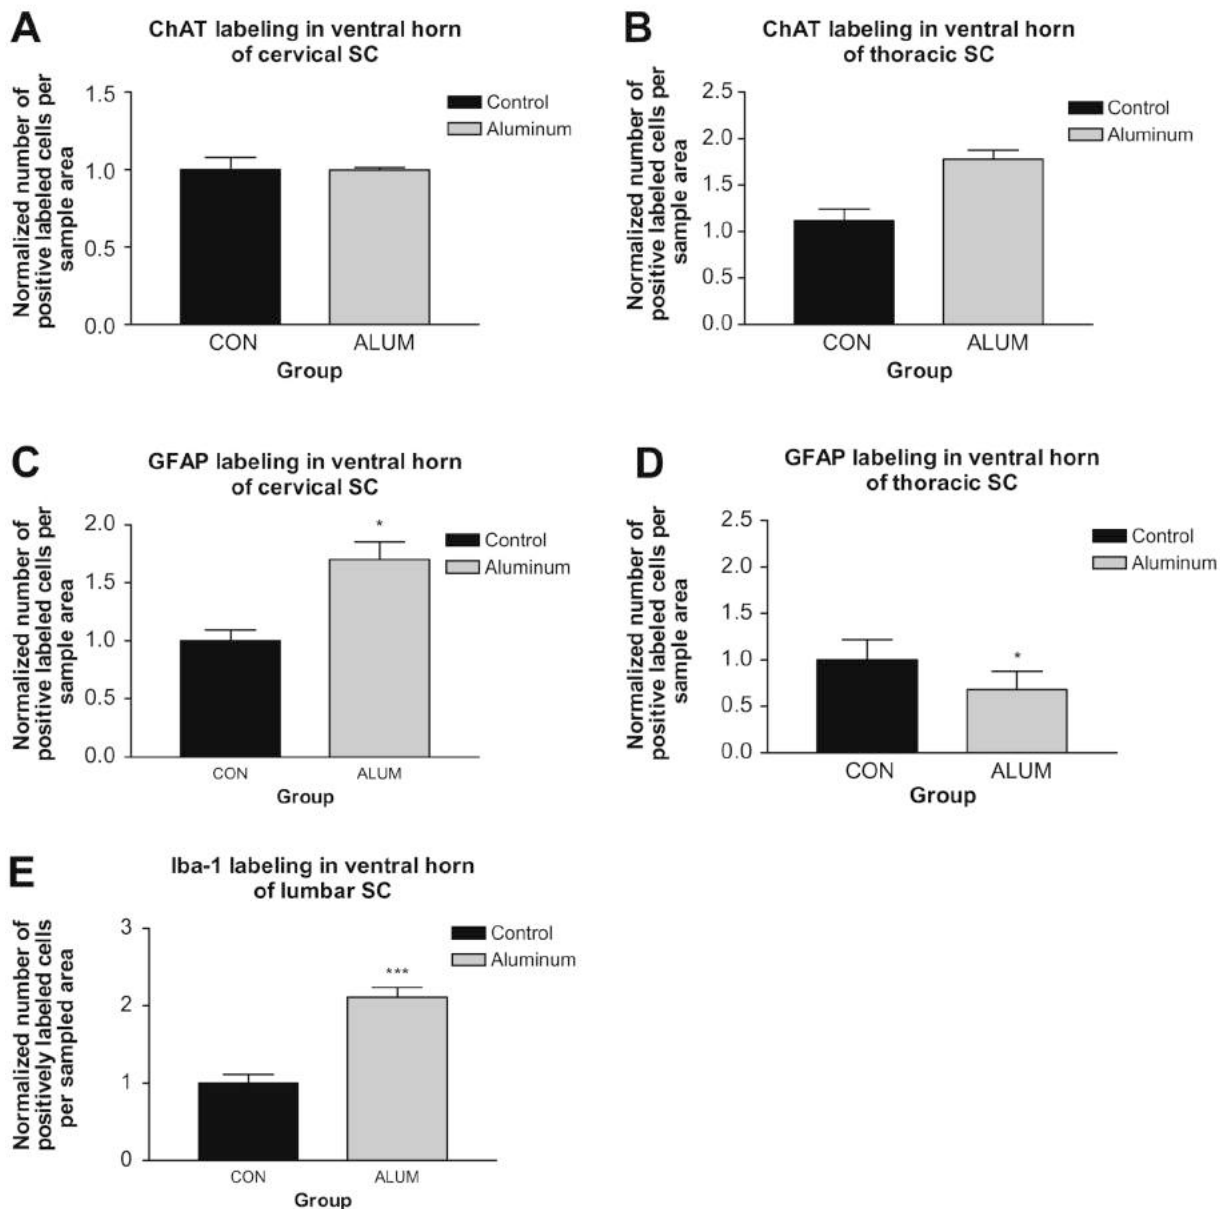 A
ChAT labeling in ventral horn
of cervical SC
Normalized number of
positive labeled cells per
sample area
1.5
1.0
0.5
0.0
Control
Aluminum
CON
ALUM
Group
B
ChAT labeling in ventral horn
of thoracic SC
Normalized number of
positive labeled cells per
sample area
2.5
2.0
1.5
1.0
0.5
0.0
Control
Aluminum
CON
ALUM
Group
C
GFAP labeling in ventral horn
of cervical SC
Normalized number of
positive labeled cells per
sample area
2.0
1.5
1.0
0.5
0.0
*
Control
Aluminum
CON
ALUM
Group
D
GFAP labeling in ventral horn
of thoracic SC
Normalized number of
positive labeled cells per
sample area
2.5
2.0
1.5
1.0
0.5
0.0
*
Control
Aluminum
CON
ALUM
Group
E
Iba-1 labeling in ventral horn
of lumbar SC
Normalized number of
positively labeled cells
per sampled area
3
2
1
0
***
Control
Aluminum
CON
ALUM
Group